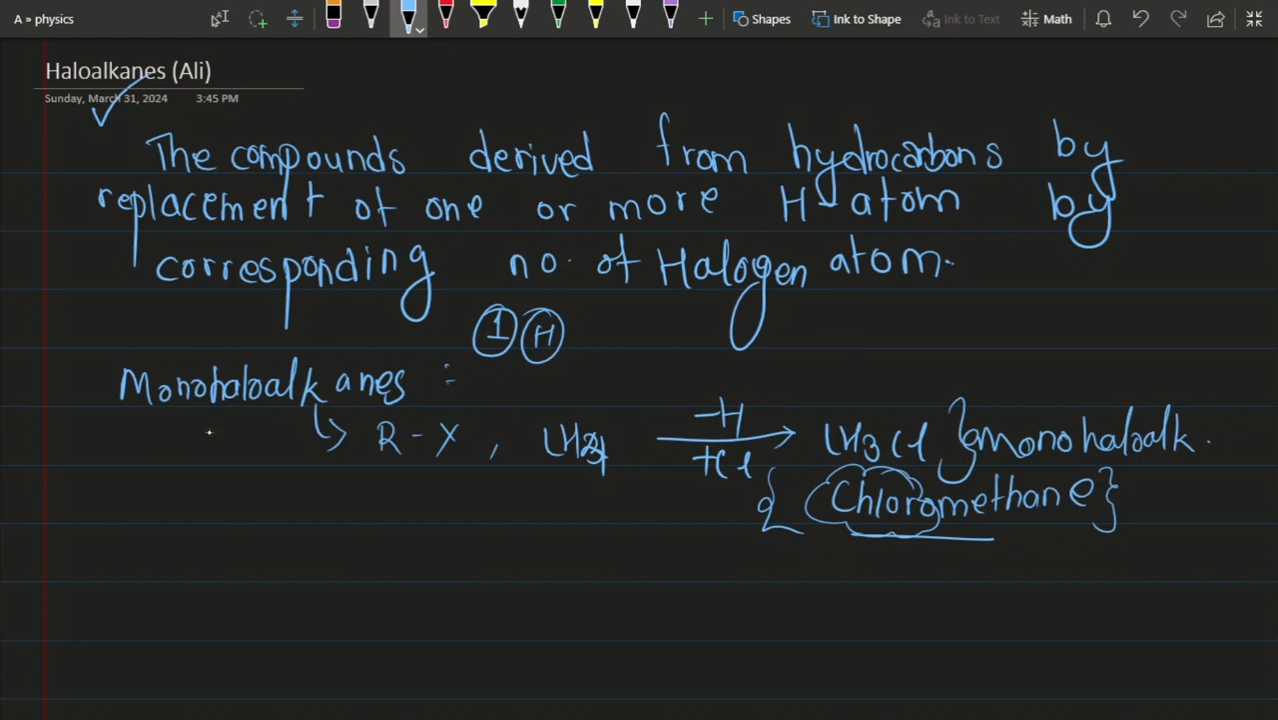 A » physics
Shapes Ink to Shape Ink to Text Math
Haloalkanes (Ali)
Sunday, March 31, 2024 3:45 PM
The compounds derived from hydrocarbons by
replacement of one or more H atom by
corresponding no. of Halogen atom.
1 H
Monohaloalkanes :
-H
R - X , CH4 CH3Cl } monohaloalk.
+Cl
{ Chloromethane }